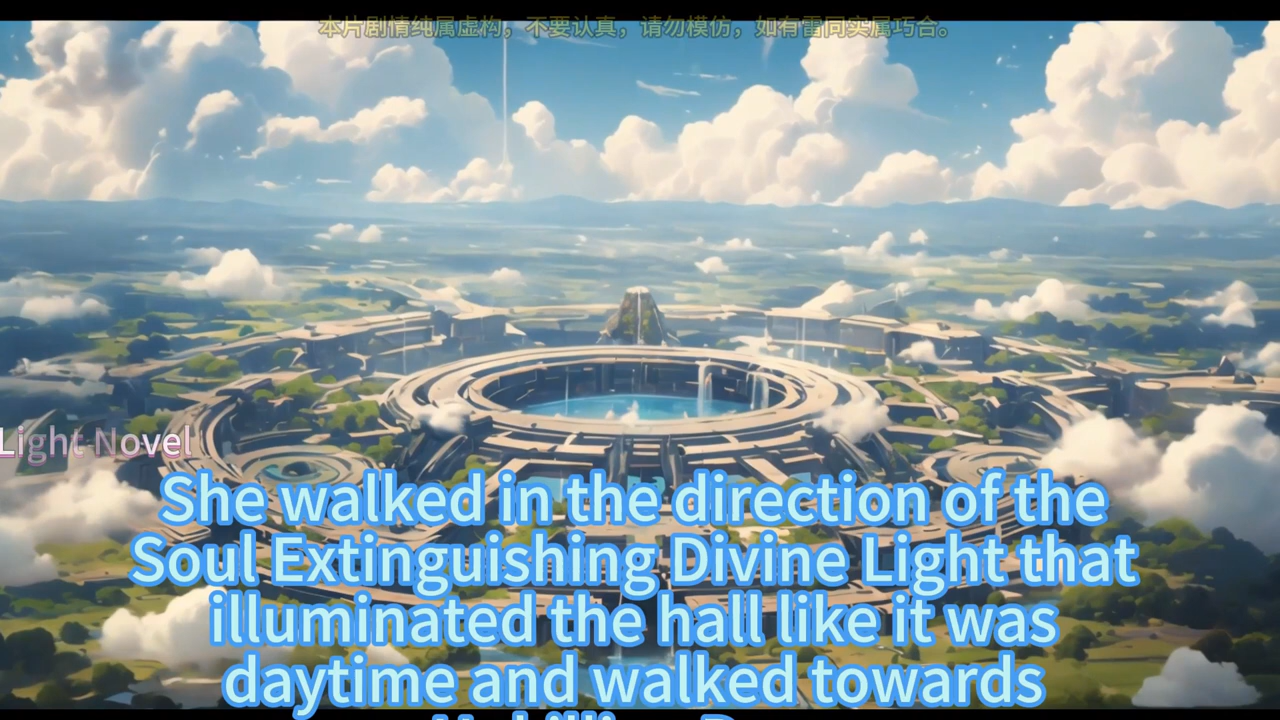 本片剧情纯属虚构，不要认真，请勿模仿，如有雷同实属巧合。
Light Novel
She walked in the direction of the
Soul Extinguishing Divine Light that
illuminated the hall like it was
daytime and walked towards